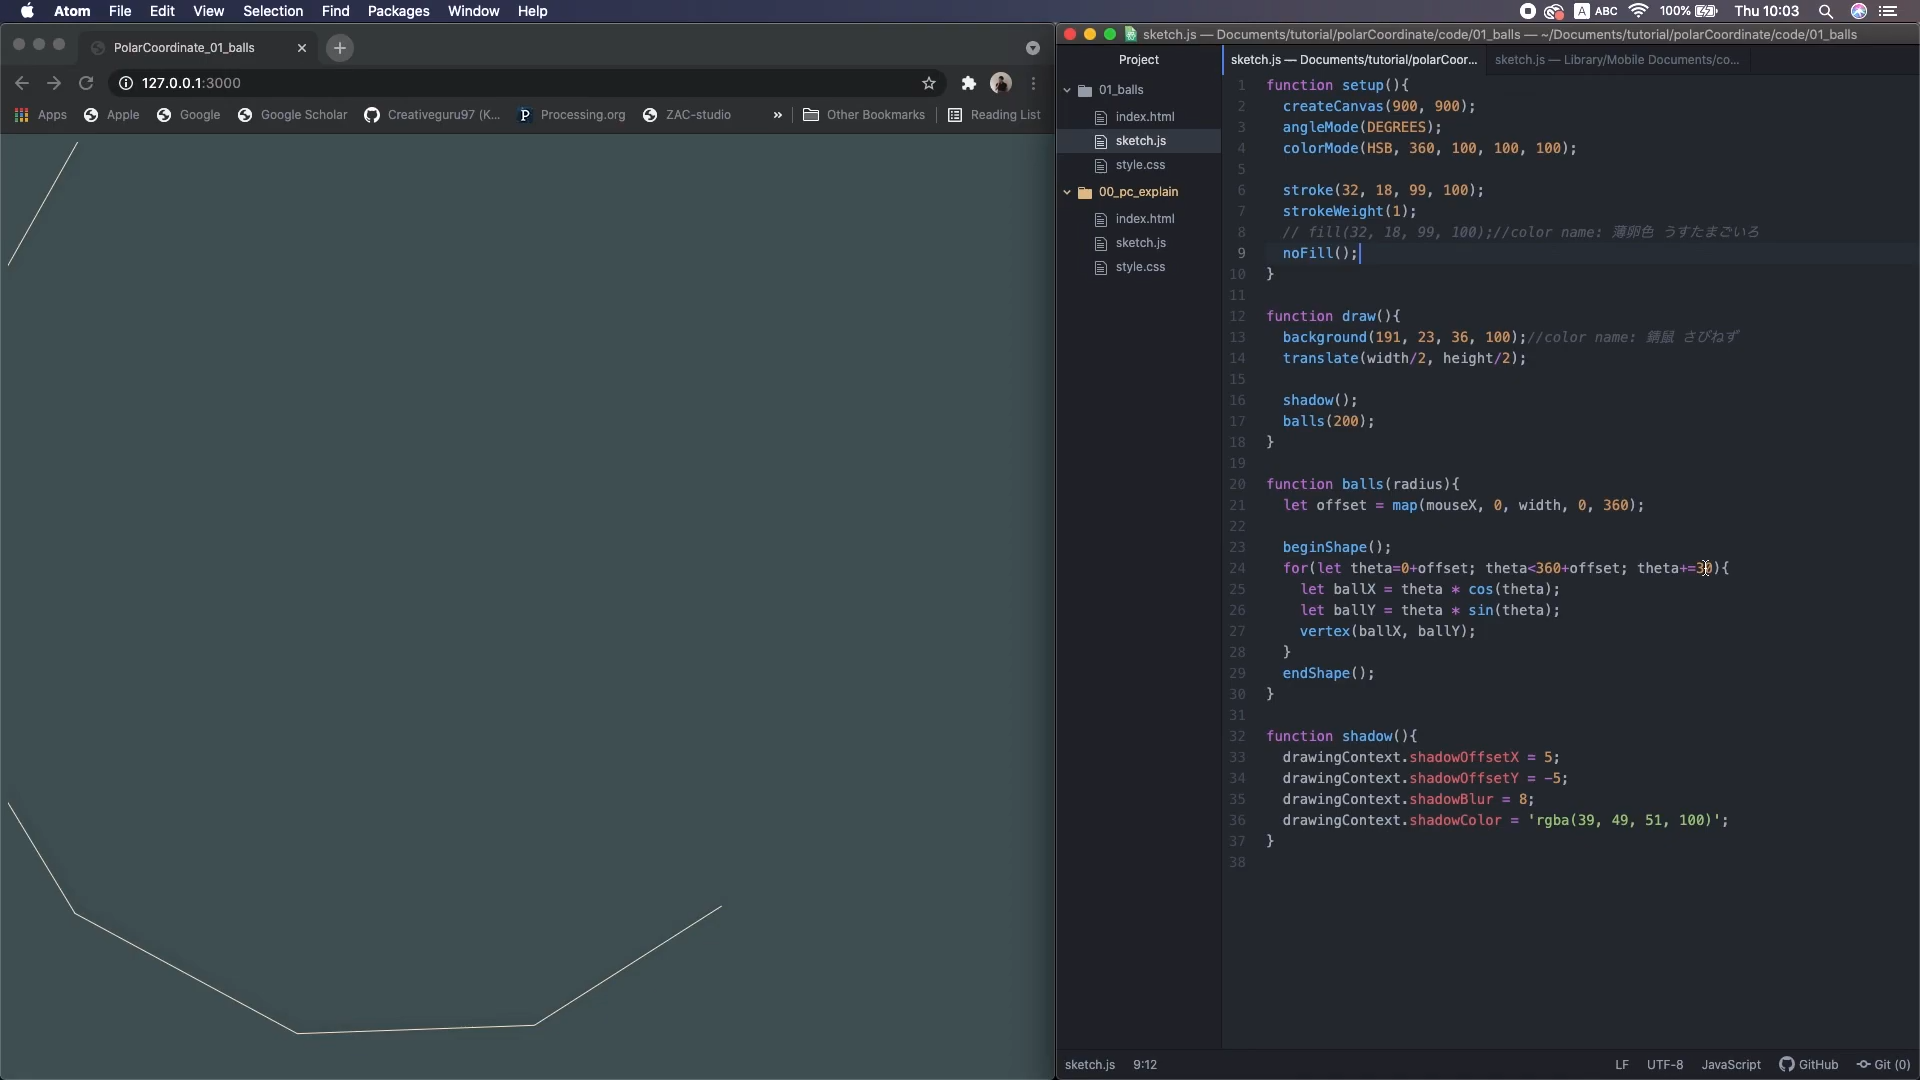 Atom File Edit View Selection Find Packages Window Help
A ABC 100% Thu 10:03
PolarCoordinate_01_balls
127.0.0.1:3000
Apps Apple Google Google Scholar Creativeguru97 (K... Processing.org ZAC-studio » Other Bookmarks Reading List
sketch.js — Documents/tutorial/polarCoordinate/code/01_balls — ~/Documents/tutorial/polarCoordinate/code/01_balls
Project
01_balls
index.html
sketch.js
style.css
00_pc_explain
index.html
sketch.js
style.css
sketch.js — Documents/tutorial/polarCoor... sketch.js — Library/Mobile Documents/co...
1 function setup(){
2 createCanvas(900, 900);
3 angleMode(DEGREES);
4 colorMode(HSB, 360, 100, 100, 100);
5
6 stroke(32, 18, 99, 100);
7 strokeWeight(1);
8 // fill(32, 18, 99, 100);//color name: 薄卵色 うすたまごいろ
9 noFill();
10 }
11
12 function draw(){
13 background(191, 23, 36, 100);//color name: 錆鼠 さびねず
14 translate(width/2, height/2);
15
16 shadow();
17 balls(200);
18 }
19
20 function balls(radius){
21 let offset = map(mouseX, 0, width, 0, 360);
22
23 beginShape();
24 for(let theta=0+offset; theta<360+offset; theta+=30){
25 let ballX = theta * cos(theta);
26 let ballY = theta * sin(theta);
27 vertex(ballX, ballY);
28 }
29 endShape();
30 }
31
32 function shadow(){
33 drawingContext.shadowOffsetX = 5;
34 drawingContext.shadowOffsetY = -5;
35 drawingContext.shadowBlur = 8;
36 drawingContext.shadowColor = 'rgba(39, 49, 51, 100)';
37 }
38
sketch.js 9:12 LF UTF-8 JavaScript GitHub Git (0)